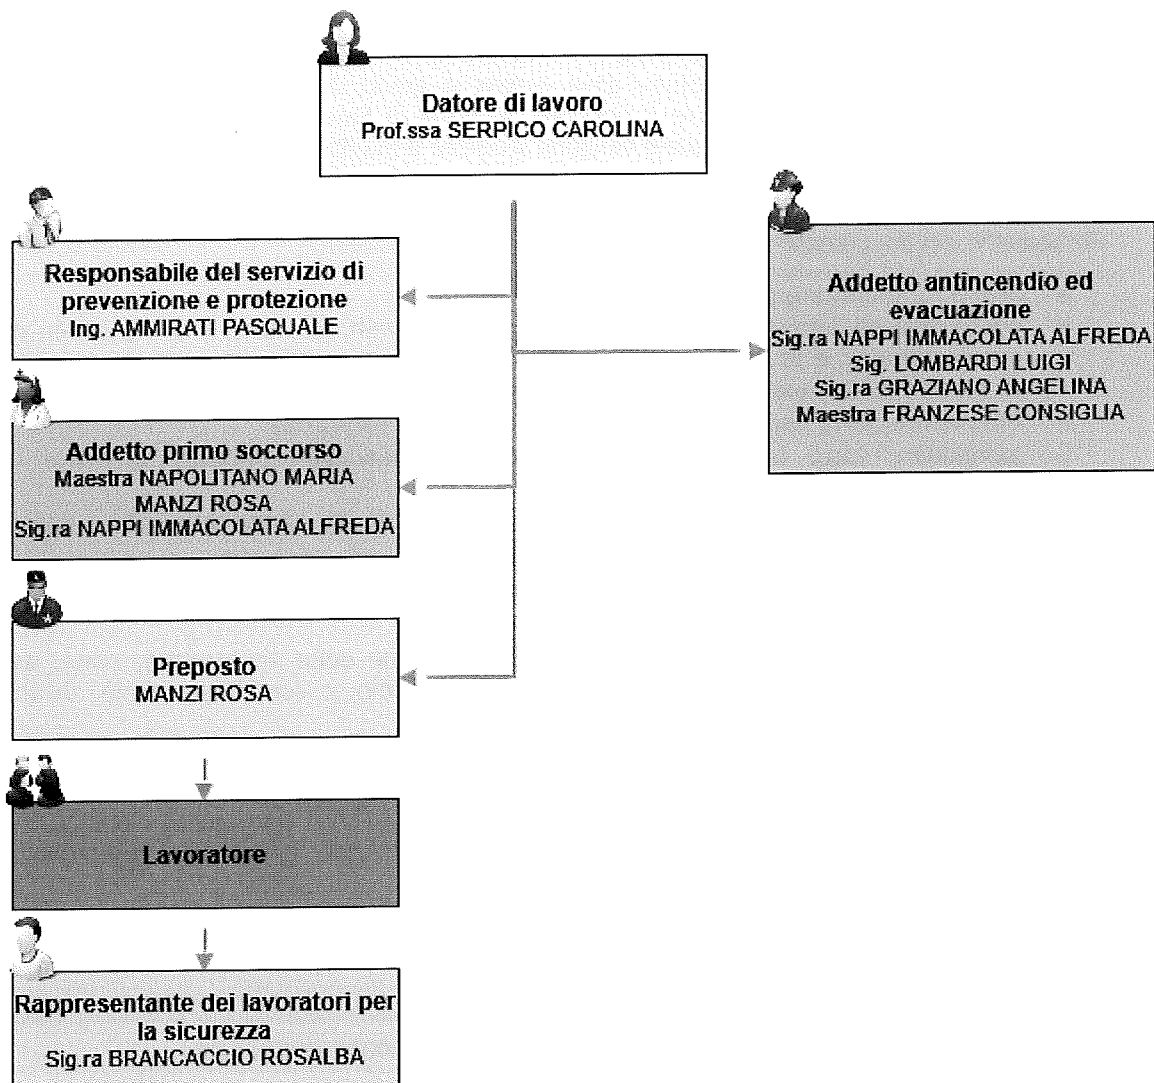 Datore di lavoro
Prof.ssa SERPICO CAROLINA
Responsabile del servizio di
prevenzione e protezione
Ing. AMMIRATI PASQUALE
Addetto antincendio ed
evacuazione
Sig.ra NAPPI IMMACOLATA ALFREDA
Sig. LOMBARDI LUIGI
Sig.ra GRAZIANO ANGELINA
Maestra FRANZESE CONSIGLIA
Addetto primo soccorso
Maestra NAPOLITANO MARIA
MANZI ROSA
Sig.ra NAPPI IMMACOLATA ALFREDA
Preposto
MANZI ROSA
Lavoratore
Rappresentante dei lavoratori per
la sicurezza
Sig.ra BRANCACCIO ROSALBA